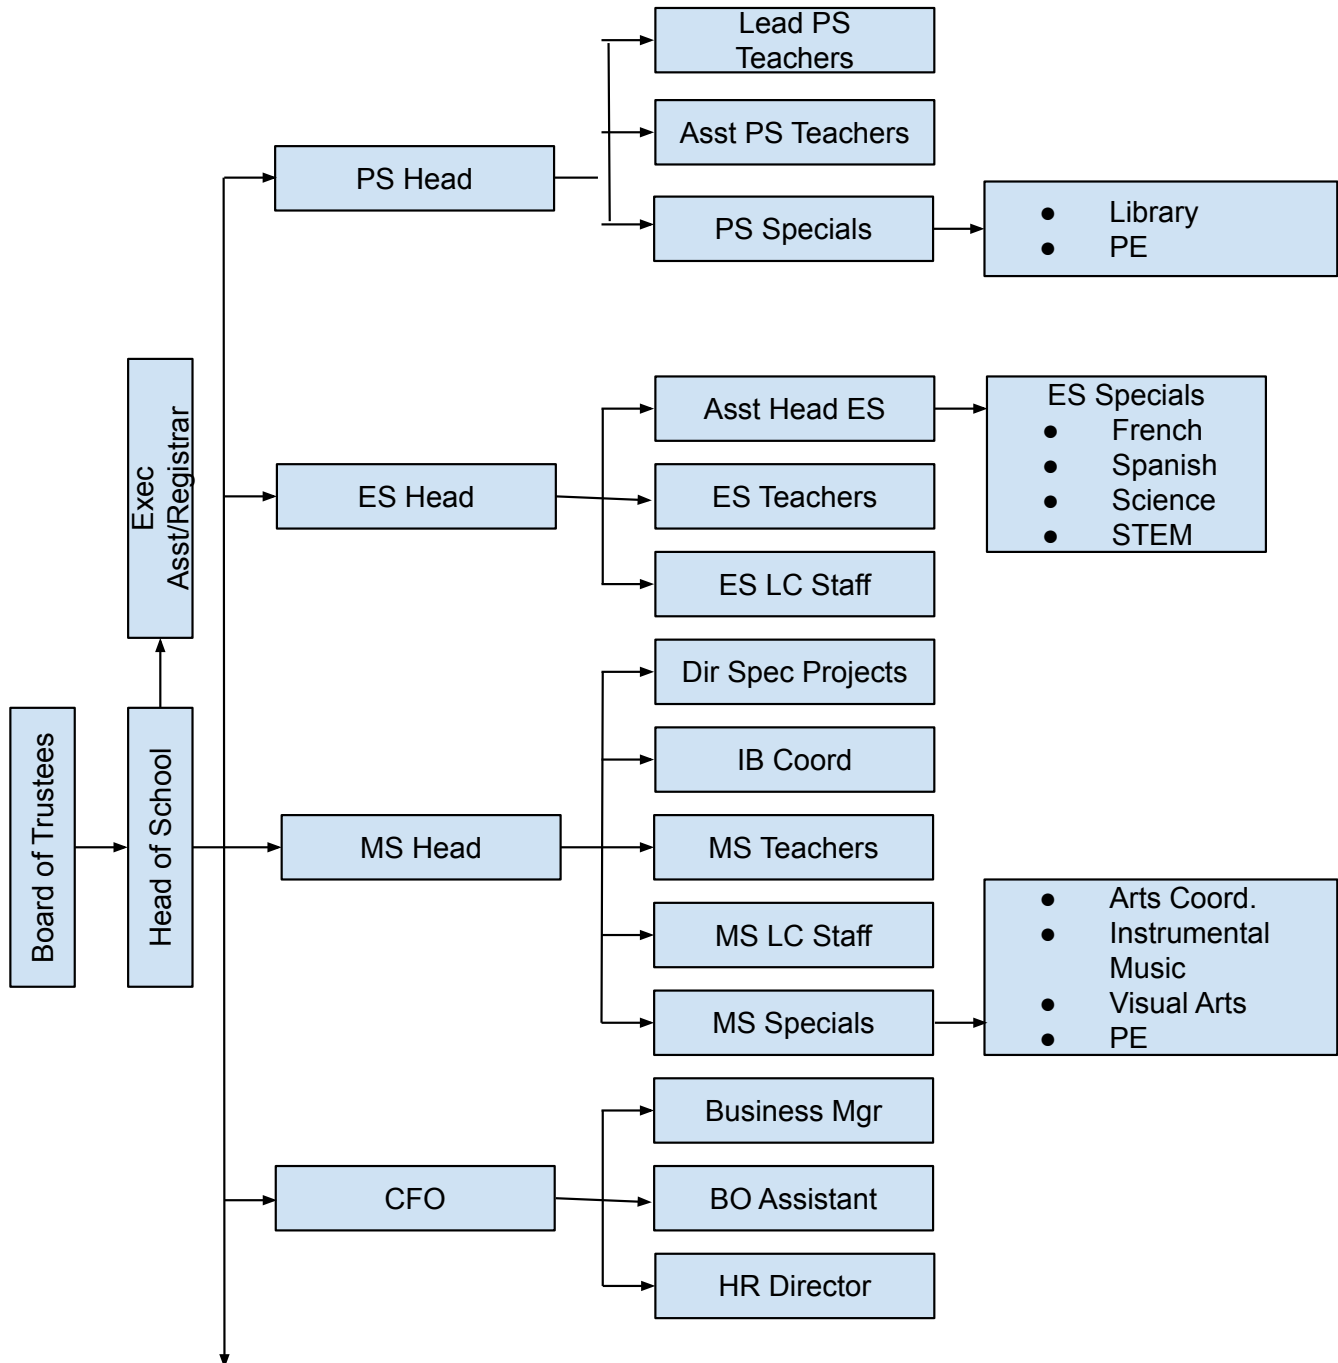 Lead PS
Teachers
Asst PS Teachers
PS Head
PS Specials
● Library
● PE
Exec
Asst/Registrar
Asst Head ES
ES Specials
● French
● Spanish
● Science
● STEM
ES Head
ES Teachers
ES LC Staff
Dir Spec Projects
Board of Trustees
Head of School
IB Coord
MS Head
MS Teachers
MS LC Staff
● Arts Coord.
● Instrumental
Music
● Visual Arts
● PE
MS Specials
Business Mgr
CFO
BO Assistant
HR Director